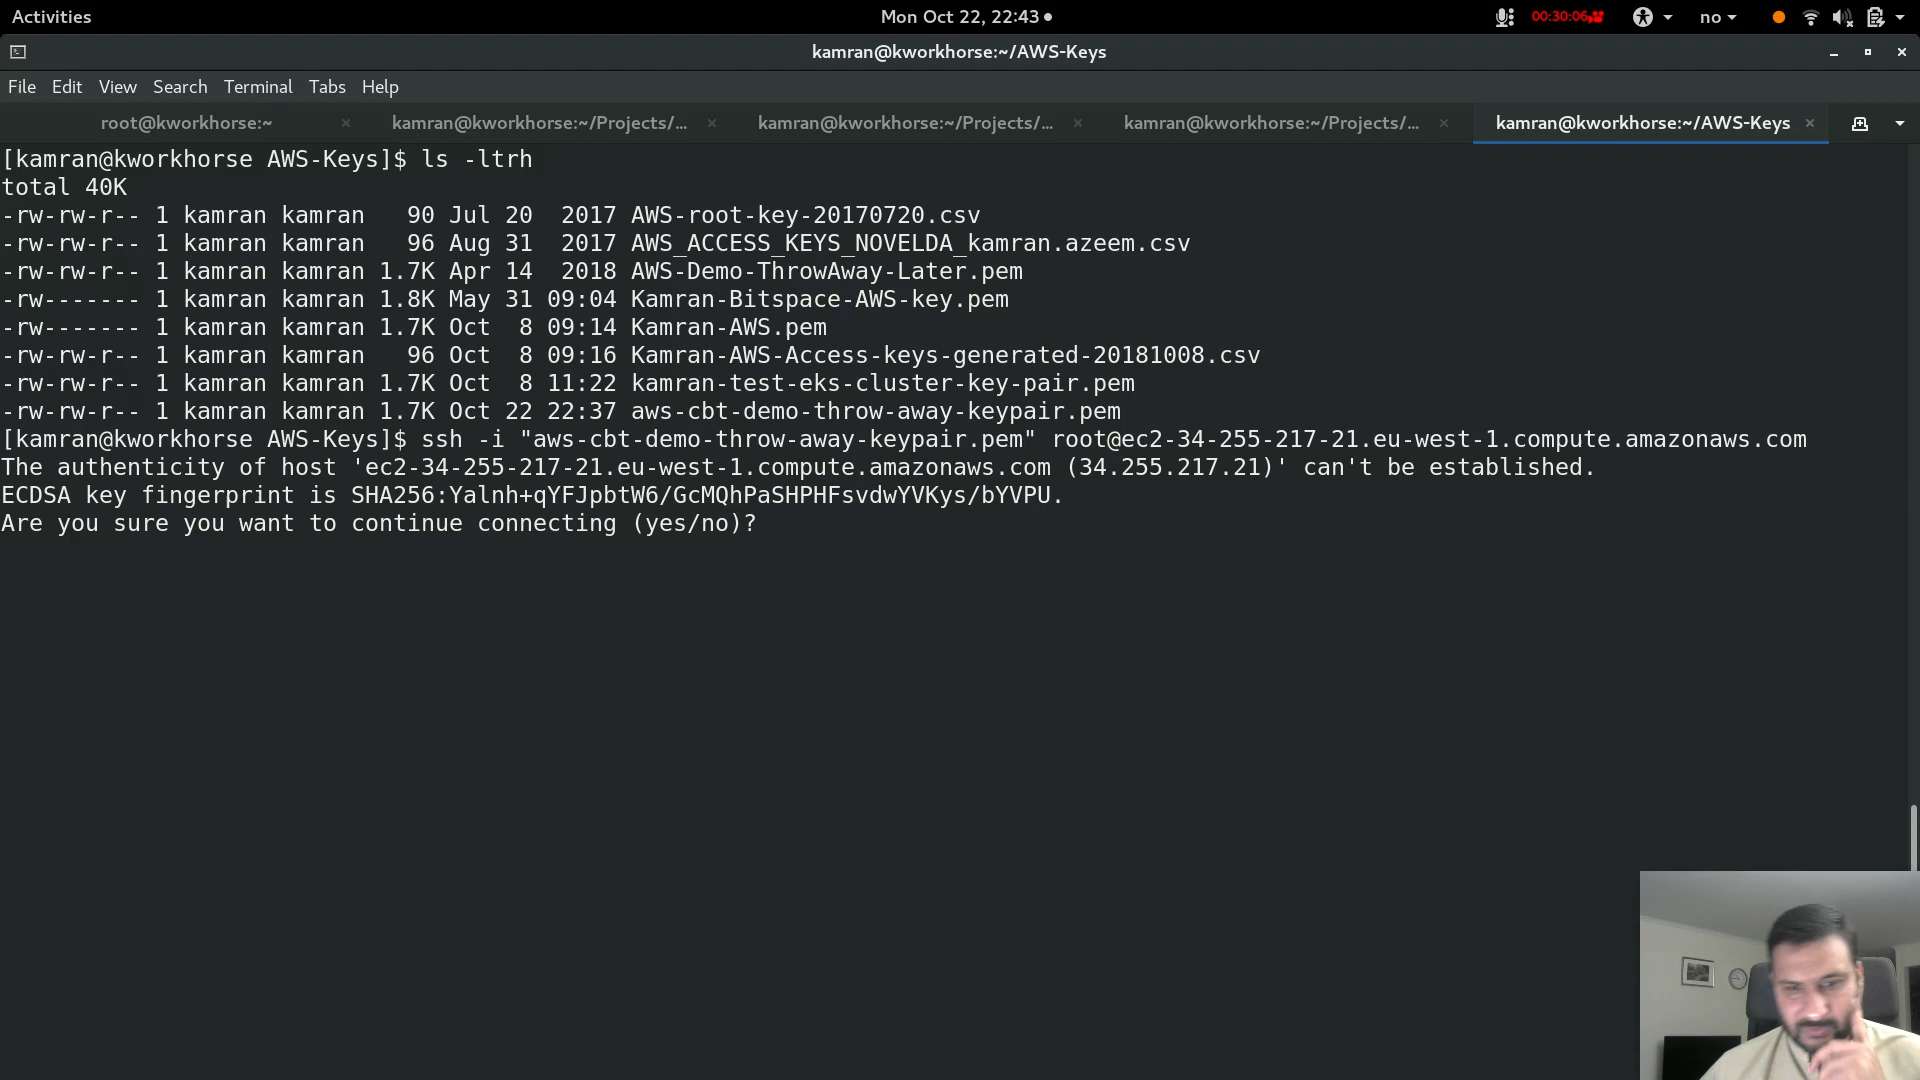 Activities
Mon Oct 22, 22:43
00:30:06
no
kamran@kworkhorse:~/AWS-Keys
File Edit View Search Terminal Tabs Help
root@kworkhorse:~
kamran@kworkhorse:~/Projects/...
kamran@kworkhorse:~/Projects/...
kamran@kworkhorse:~/Projects/...
kamran@kworkhorse:~/AWS-Keys
[kamran@kworkhorse AWS-Keys]$ ls -ltrh
total 40K
-rw-rw-r-- 1 kamran kamran   90 Jul 20  2017 AWS-root-key-20170720.csv
-rw-rw-r-- 1 kamran kamran   96 Aug 31  2017 AWS_ACCESS_KEYS_NOVELDA_kamran.azeem.csv
-rw-rw-r-- 1 kamran kamran 1.7K Apr 14  2018 AWS-Demo-ThrowAway-Later.pem
-rw------- 1 kamran kamran 1.8K May 31 09:04 Kamran-Bitspace-AWS-key.pem
-rw------- 1 kamran kamran 1.7K Oct  8 09:14 Kamran-AWS.pem
-rw-rw-r-- 1 kamran kamran   96 Oct  8 09:16 Kamran-AWS-Access-keys-generated-20181008.csv
-rw-rw-r-- 1 kamran kamran 1.7K Oct  8 11:22 kamran-test-eks-cluster-key-pair.pem
-rw-rw-r-- 1 kamran kamran 1.7K Oct 22 22:37 aws-cbt-demo-throw-away-keypair.pem
[kamran@kworkhorse AWS-Keys]$ ssh -i "aws-cbt-demo-throw-away-keypair.pem" root@ec2-34-255-217-21.eu-west-1.compute.amazonaws.com
The authenticity of host 'ec2-34-255-217-21.eu-west-1.compute.amazonaws.com (34.255.217.21)' can't be established.
ECDSA key fingerprint is SHA256:Yalnh+qYFJpbtW6/GcMQhPaSHPHFsvdwYVKys/bYVPU.
Are you sure you want to continue connecting (yes/no)?